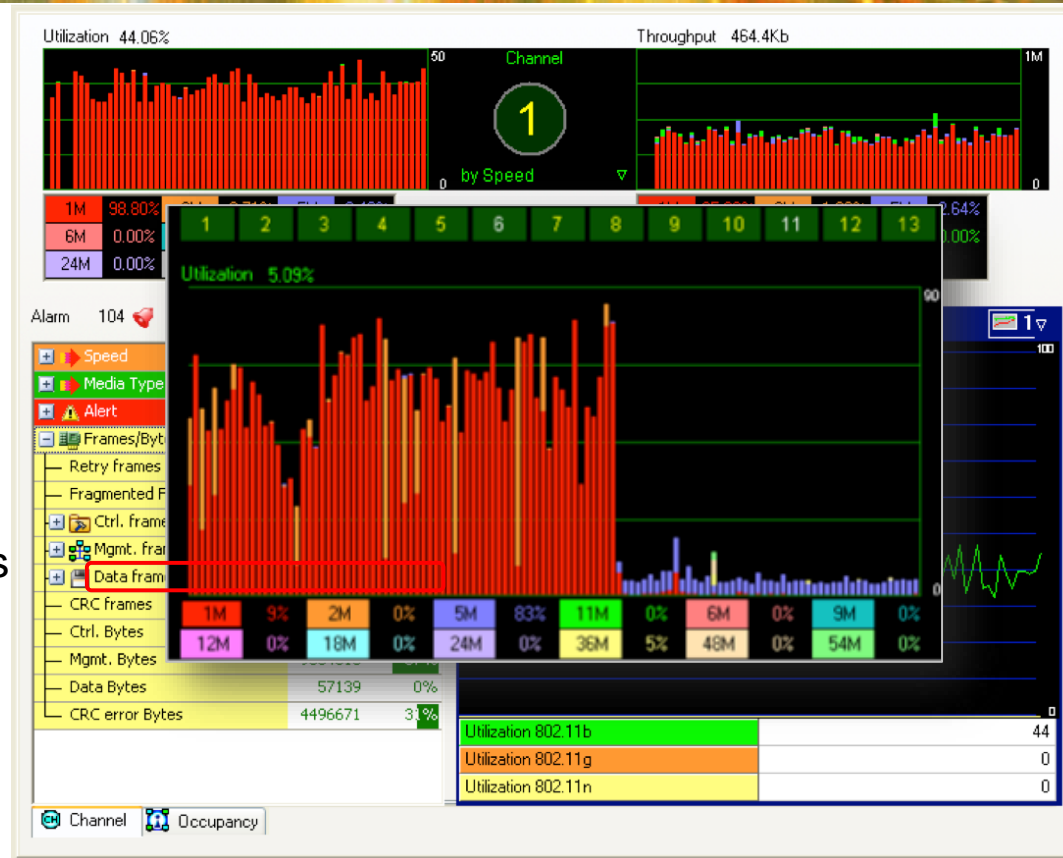 Utilization 44.06%
50
0
Channel
1
by Speed
Throughput 464.4Kb
1M
0
1M 98.80%
6M 0.00%
24M 0.00%
2.64%
0.00%
1 2 3 4 5 6 7 8 9 10 11 12 13
Utilization 5.09%
90
0
1M 9% 2M 0% 5M 83% 11M 0% 6M 0% 9M 0%
12M 0% 18M 0% 24M 0% 36M 5% 48M 0% 54M 0%
Alarm 104
1
100
0
Speed
Media Type
Alert
Frames/Byt
Retry frames
Fragmented F
Ctrl. frame
Mgmt. frar
s
Data fram
CRC frames
Ctrl. Bytes
Mgmt. Bytes
Data Bytes 57139 0%
CRC error Bytes 4496671 31%
Utilization 802.11b 44
Utilization 802.11g 0
Utilization 802.11n 0
Channel Occupancy